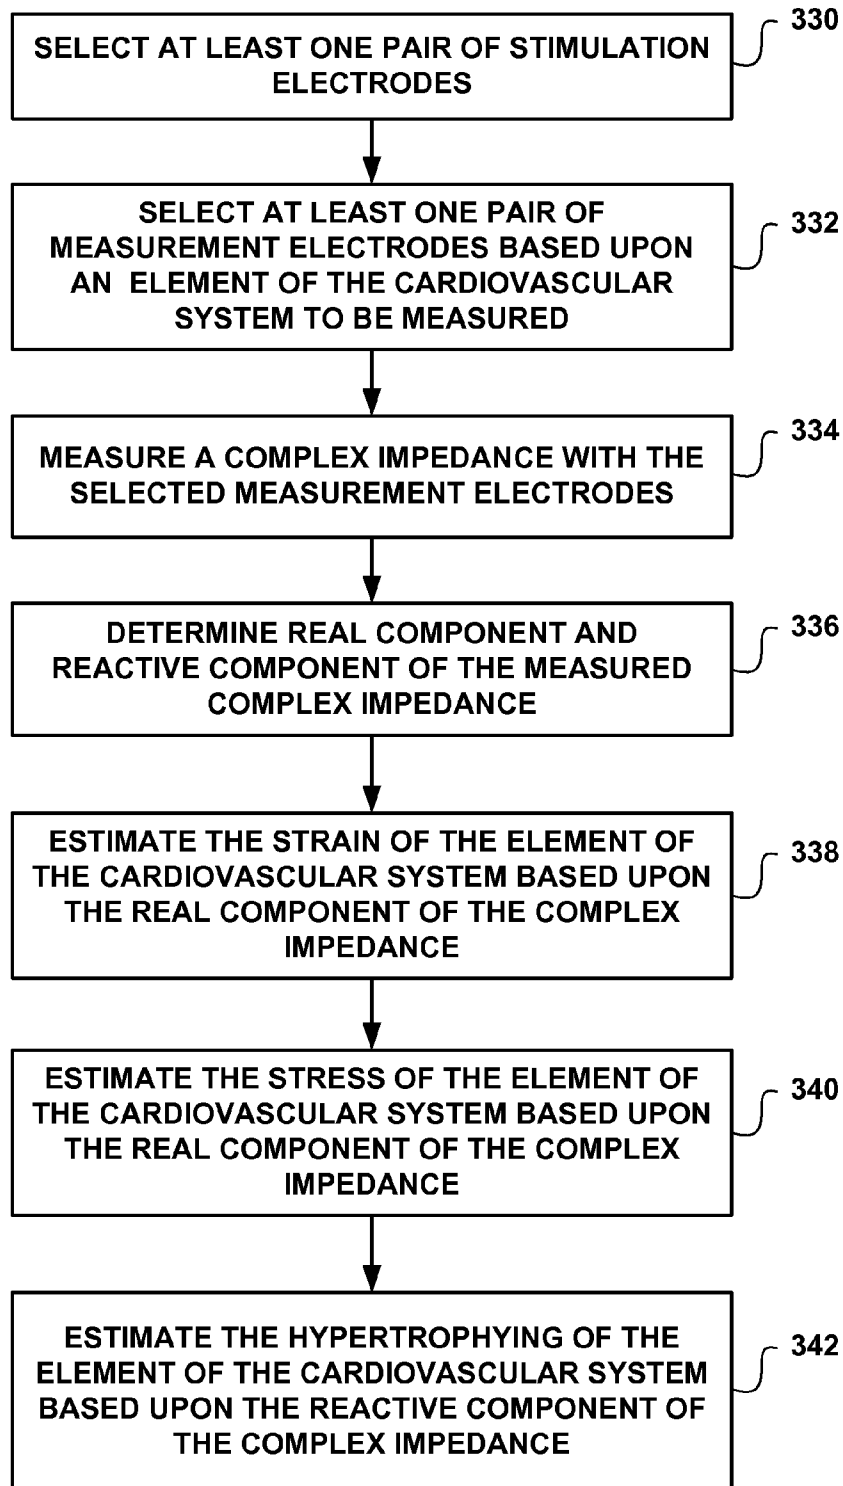 330
SELECT AT LEAST ONE PAIR OF STIMULATION
ELECTRODES
332
SELECT AT LEAST ONE PAIR OF
MEASUREMENT ELECTRODES BASED UPON
AN ELEMENT OF THE CARDIOVASCULAR
SYSTEM TO BE MEASURED
334
MEASURE A COMPLEX IMPEDANCE WITH THE
SELECTED MEASUREMENT ELECTRODES
336
DETERMINE REAL COMPONENT AND
REACTIVE COMPONENT OF THE MEASURED
COMPLEX IMPEDANCE
338
ESTIMATE THE STRAIN OF THE ELEMENT OF
THE CARDIOVASCULAR SYSTEM BASED UPON
THE REAL COMPONENT OF THE COMPLEX
IMPEDANCE
340
ESTIMATE THE STRESS OF THE ELEMENT OF
THE CARDIOVASCULAR SYSTEM BASED UPON
THE REAL COMPONENT OF THE COMPLEX
IMPEDANCE
342
ESTIMATE THE HYPERTROPHYING OF THE
ELEMENT OF THE CARDIOVASCULAR SYSTEM
BASED UPON THE REACTIVE COMPONENT OF
THE COMPLEX IMPEDANCE